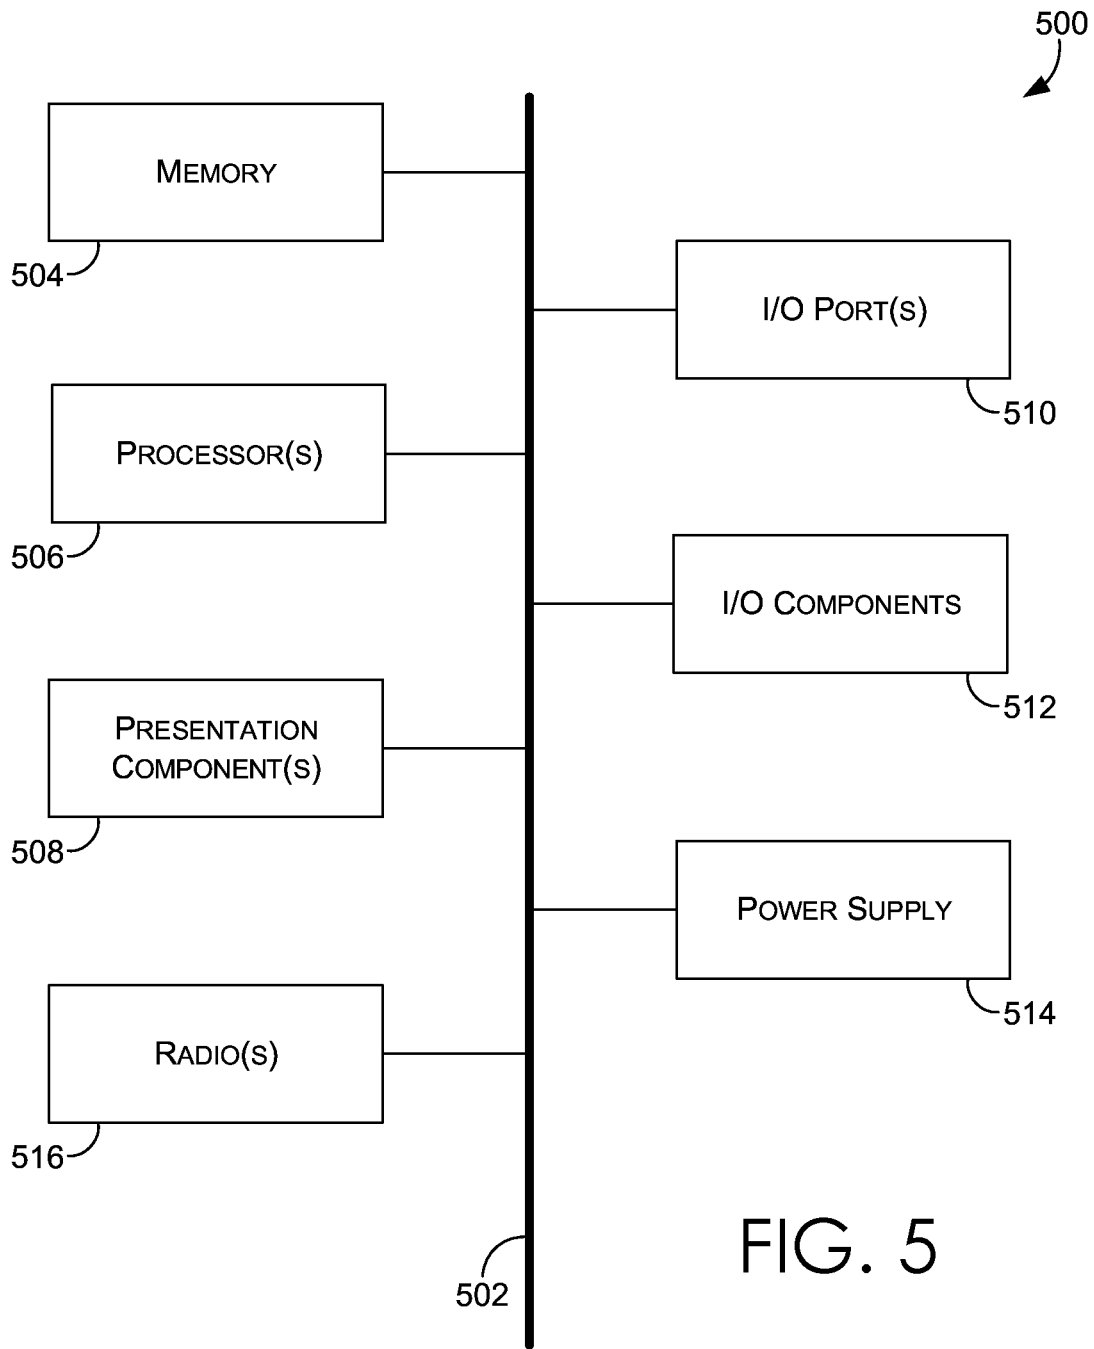 500
MEMORY
504
I/O PORT(S)
510
PROCESSOR(S)
506
I/O COMPONENTS
512
PRESENTATION
COMPONENT(S)
508
POWER SUPPLY
514
RADIO(S)
516
502
FIG. 5